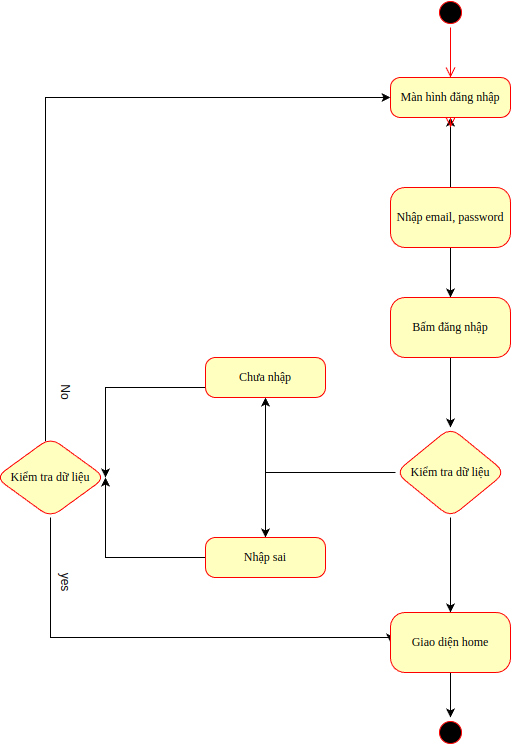 Màn hình đăng nhập
Nhập email, password
Bấm đăng nhập
Chưa nhập
No
Kiểm tra dữ liệu
Kiểm tra dữ liệu
Nhập sai
yes
Giao diện home